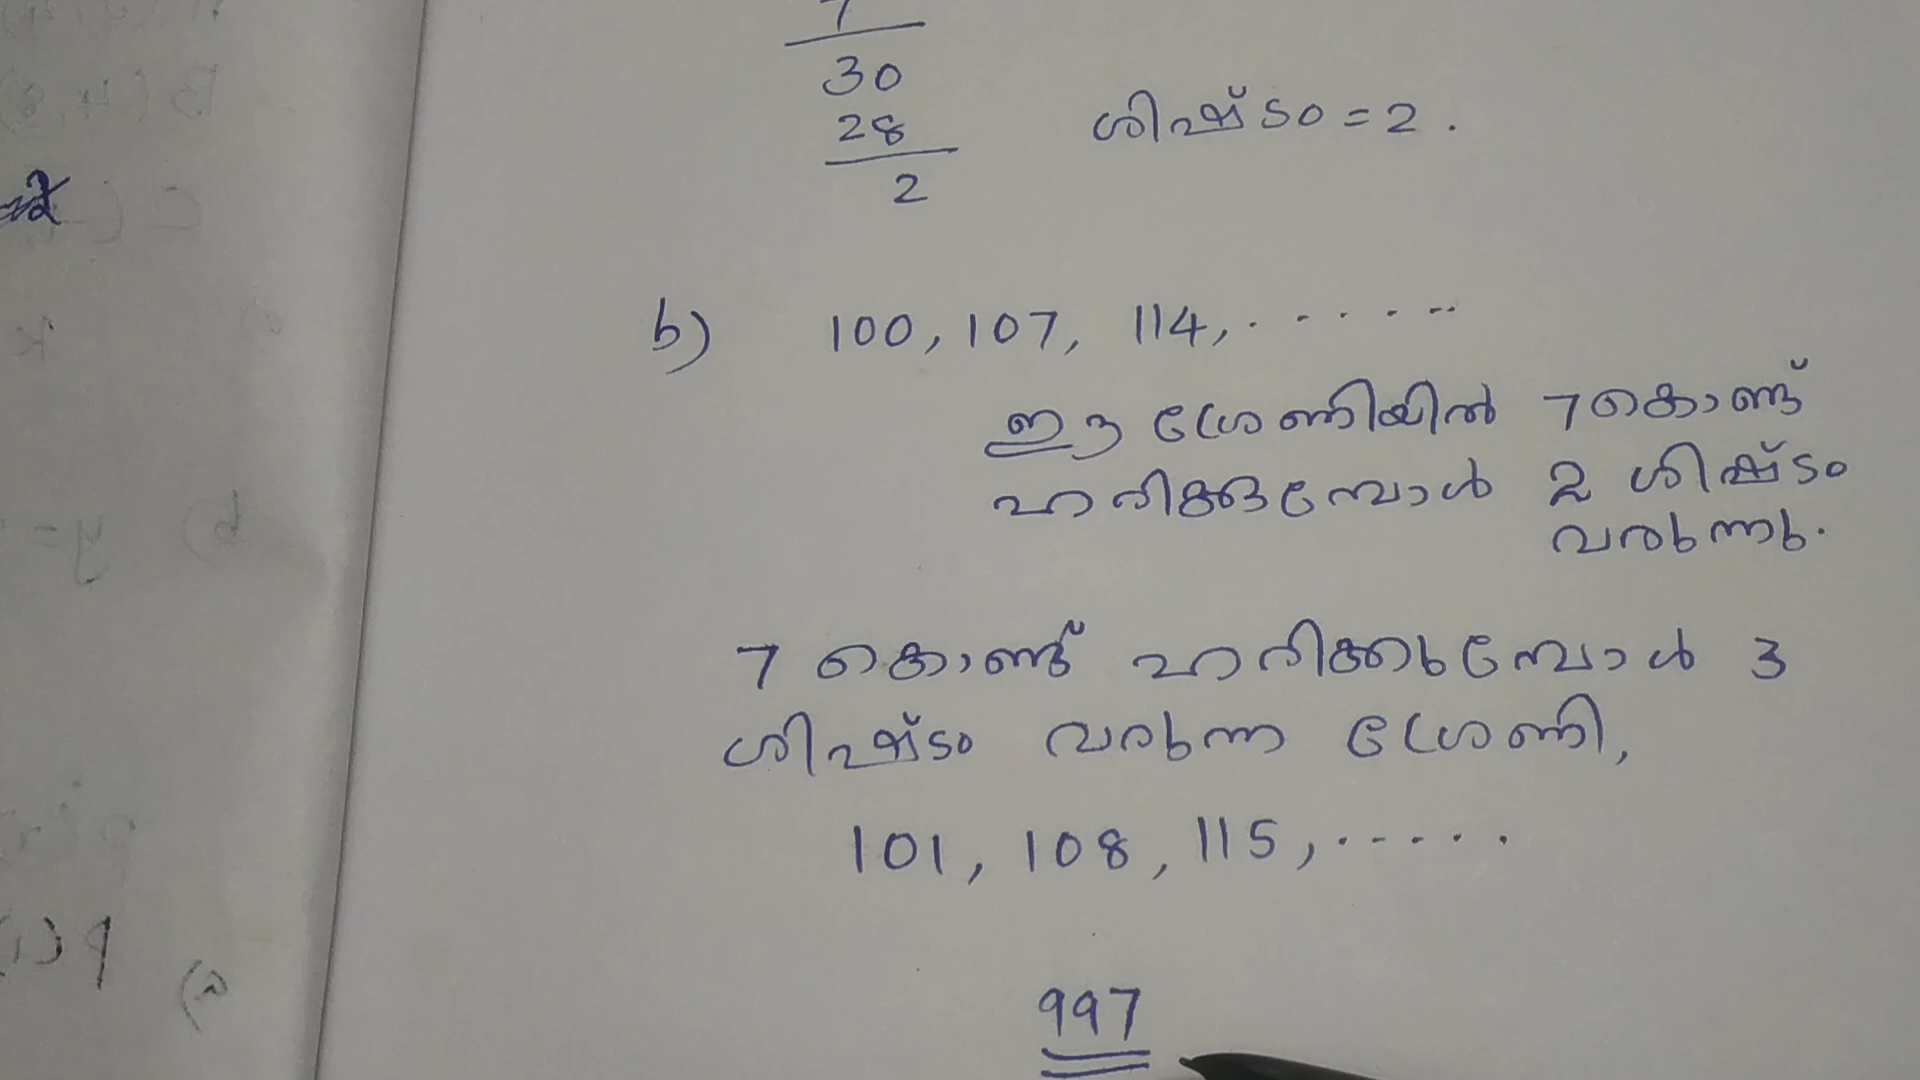 7
30
28 ശിഷ്ടം = 2 .
2
b) 100, 107, 114, . . . . . . .
ഈ ശ്രേണിയിൽ 7 കൊണ്ട്
ഹരിക്കുമ്പോൾ 2 ശിഷ്ടം
വരുന്നു.
7 കൊണ്ട് ഹരിക്കുമ്പോൾ 3
ശിഷ്ടം വരുന്ന ശ്രേണി,
101, 108, 115, . . . . . .
997